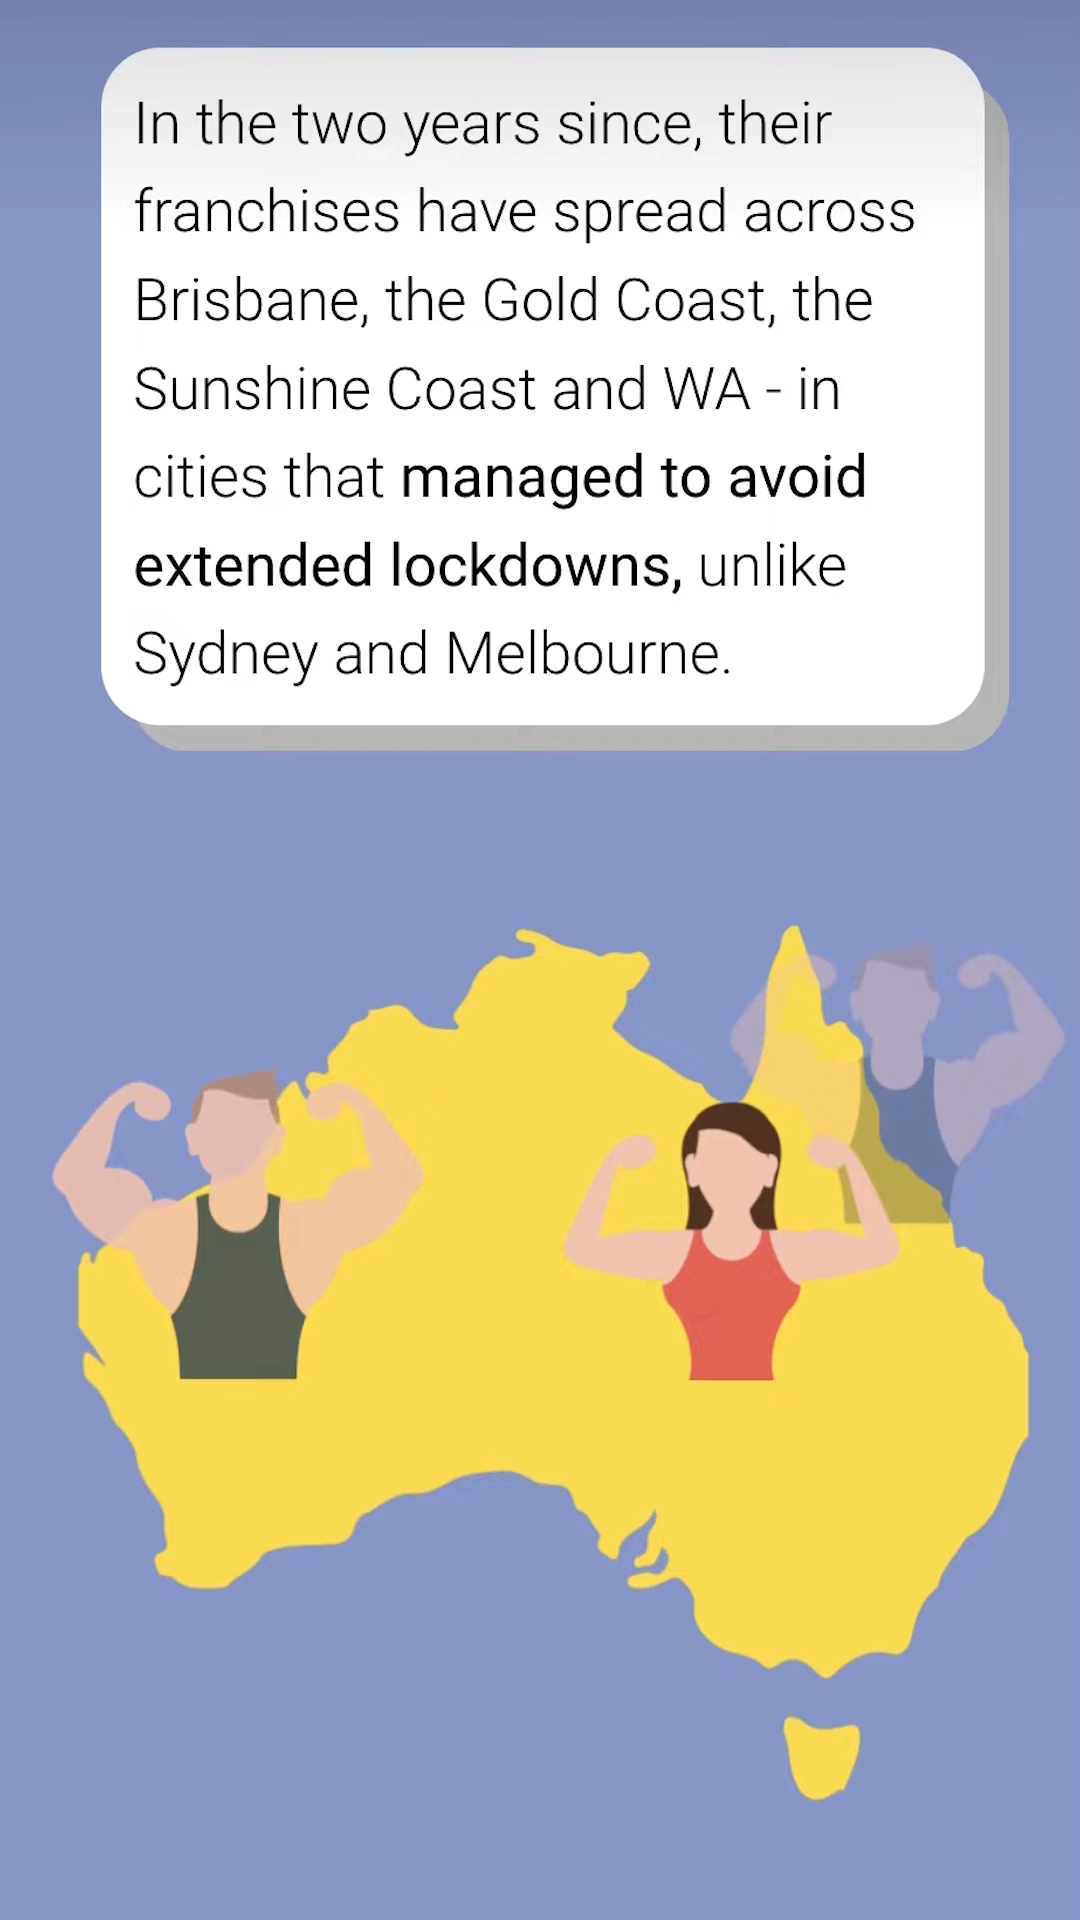 In the two years since, their
franchises have spread across
Brisbane, the Gold Coast, the
Sunshine Coast and WA - in
cities that managed to avoid
extended lockdowns, unlike
Sydney and Melbourne.